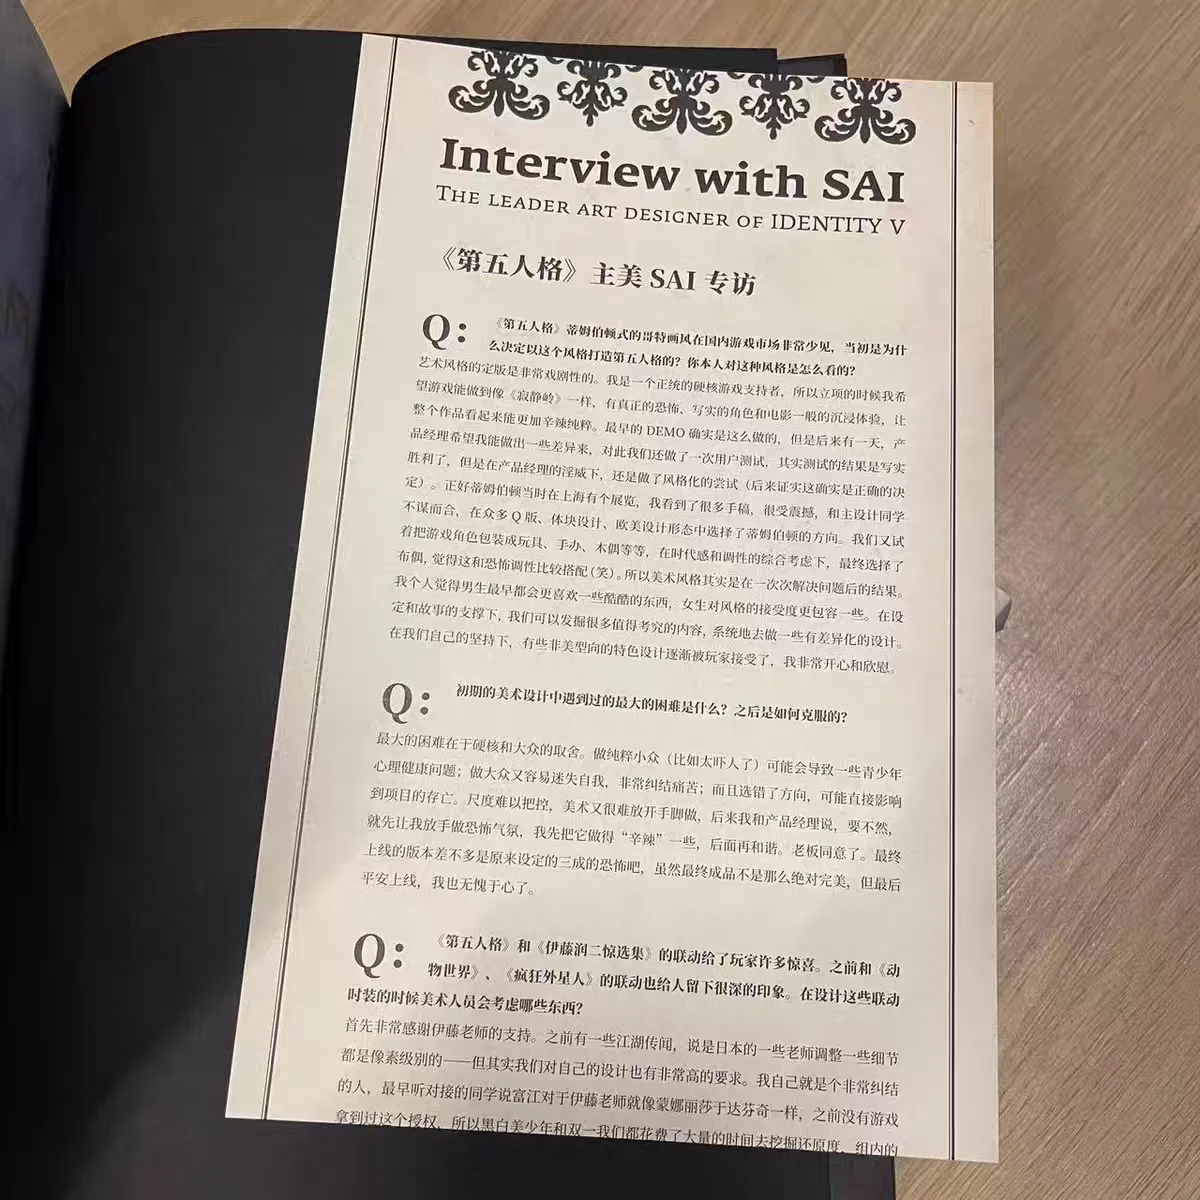 Interview with SAI
THE LEADER ART DESIGNER OF IDENTITY V
《第五人格》主美 SAI 专访
Q： 《第五人格》蒂姆伯顿式的哥特画风在国内游戏市场非常少见，当初是为什
么决定以这个风格打造第五人格的？你本人对这种风格是怎么看的？
艺术风格的定版是非常戏剧性的。我是一个正统的硬核游戏支持者，所以立项的时候我希
望游戏能做到像《寂静岭》一样，有真正的恐怖、写实的角色和电影一般的沉浸体验，让
整个作品看起来能更加辛辣纯粹。最早的 DEMO 确实是这么做的，但是后来有一天，产
品经理希望我能做出一些差异来，对此我们还做了一次用户测试，其实测试的结果是写实
胜利了，但是在产品经理的淫威下，还是做了风格化的尝试（后来证实这确实是正确的决
定）。正好蒂姆伯顿当时在上海有个展览，我看到了很多手稿，很受震撼，和主设计同学
不谋而合，在众多 Q 版、体块设计、欧美设计形态中选择了蒂姆伯顿的方向。我们又试
着把游戏角色包装成玩具、手办、木偶等等，在时代感和调性的综合考虑下，最终选择了
布偶，觉得这和恐怖调性比较搭配（笑）。所以美术风格其实是在一次次解决问题后的结果。
我个人觉得男生最早都会更喜欢一些酷酷的东西，女生对风格的接受度更包容一些。在设
定和故事的支撑下，我们可以发掘很多值得考究的内容，系统地去做一些有差异化的设计。
在我们自己的坚持下，有些非美型向的特色设计逐渐被玩家接受了，我非常开心和欣慰。
Q： 初期的美术设计中遇到过的最大的困难是什么？之后是如何克服的？
最大的困难在于硬核和大众的取舍。做纯粹小众（比如太吓人了）可能会导致一些青少年
心理健康问题；做大众又容易迷失自我，非常纠结痛苦；而且选错了方向，可能直接影响
到项目的存亡。尺度难以把控，美术又很难放开手脚做，后来我和产品经理说，要不然，
就先让我放手做恐怖气氛，我先把它做得“辛辣”一些，后面再和谐。老板同意了。最终
上线的版本差不多是原来设定的三成的恐怖吧，虽然最终成品不是那么绝对完美，但最后
平安上线，我也无愧于心了。
Q： 《第五人格》和《伊藤润二惊选集》的联动给了玩家许多惊喜。之前和《动
物世界》、《疯狂外星人》的联动也给人留下很深的印象。在设计这些联动
时装的时候美术人员会考虑哪些东西？
首先非常感谢伊藤老师的支持。之前有一些江湖传闻，说是日本的一些老师调整一些细节
都是像素级别的——但其实我们对自己的设计也有非常高的要求。我自己就是个非常纠结
的人，最早听对接的同学说富江对于伊藤老师就像蒙娜丽莎于达芬奇一样，之前没有游戏
拿到过这个授权，所以黑白美少年和双一我们都花费了大量的时间去挖掘还原度，组内的